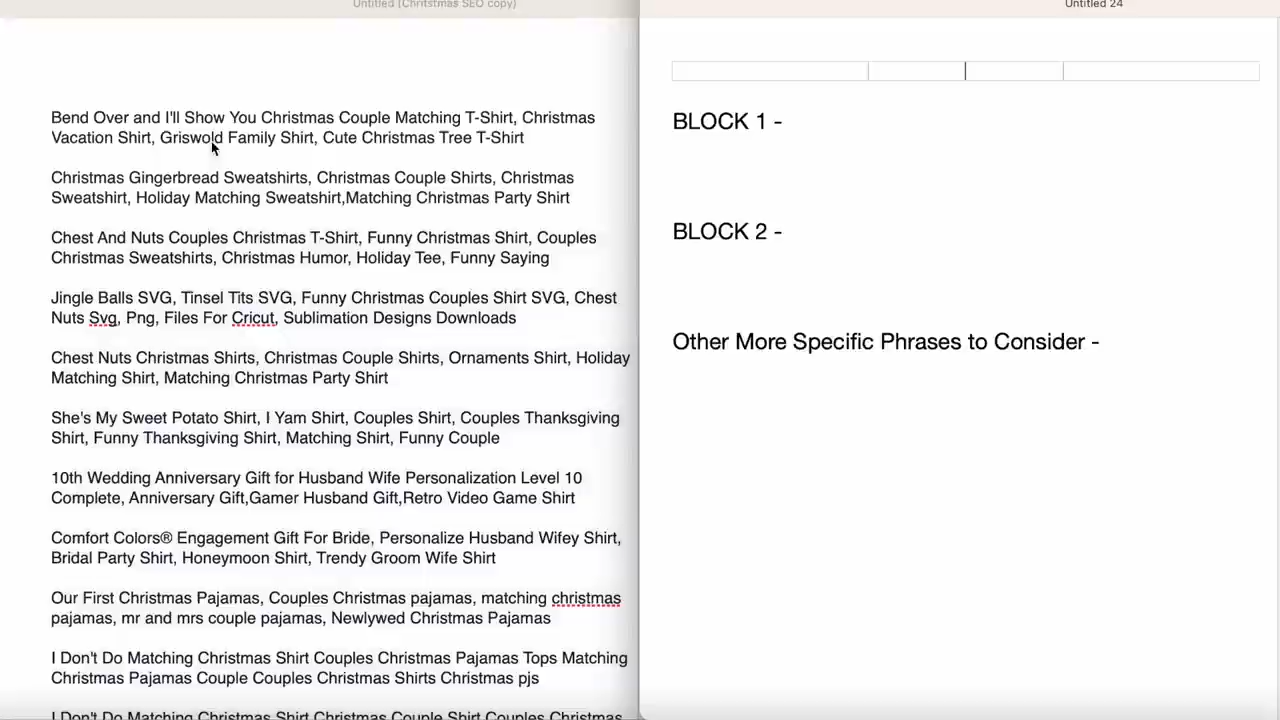 Untitled (Christmas SEO copy)
Bend Over and I'll Show You Christmas Couple Matching T-Shirt, Christmas
Vacation Shirt, Griswold Family Shirt, Cute Christmas Tree T-Shirt
Christmas Gingerbread Sweatshirts, Christmas Couple Shirts, Christmas
Sweatshirt, Holiday Matching Sweatshirt,Matching Christmas Party Shirt
Chest And Nuts Couples Christmas T-Shirt, Funny Christmas Shirt, Couples
Christmas Sweatshirts, Christmas Humor, Holiday Tee, Funny Saying
Jingle Balls SVG, Tinsel Tits SVG, Funny Christmas Couples Shirt SVG, Chest
Nuts Svg, Png, Files For Cricut, Sublimation Designs Downloads
Chest Nuts Christmas Shirts, Christmas Couple Shirts, Ornaments Shirt, Holiday
Matching Shirt, Matching Christmas Party Shirt
She's My Sweet Potato Shirt, I Yam Shirt, Couples Shirt, Couples Thanksgiving
Shirt, Funny Thanksgiving Shirt, Matching Shirt, Funny Couple
10th Wedding Anniversary Gift for Husband Wife Personalization Level 10
Complete, Anniversary Gift,Gamer Husband Gift,Retro Video Game Shirt
Comfort Colors® Engagement Gift For Bride, Personalize Husband Wifey Shirt,
Bridal Party Shirt, Honeymoon Shirt, Trendy Groom Wife Shirt
Our First Christmas Pajamas, Couples Christmas pajamas, matching christmas
pajamas, mr and mrs couple pajamas, Newlywed Christmas Pajamas
I Don't Do Matching Christmas Shirt Couples Christmas Pajamas Tops Matching
Christmas Pajamas Couple Couples Christmas Shirts Christmas pjs
I Don't Do Matching Christmas Shirt Christmas Couple Shirt Couples Christmas
Untitled 24
BLOCK 1 -
BLOCK 2 -
Other More Specific Phrases to Consider -